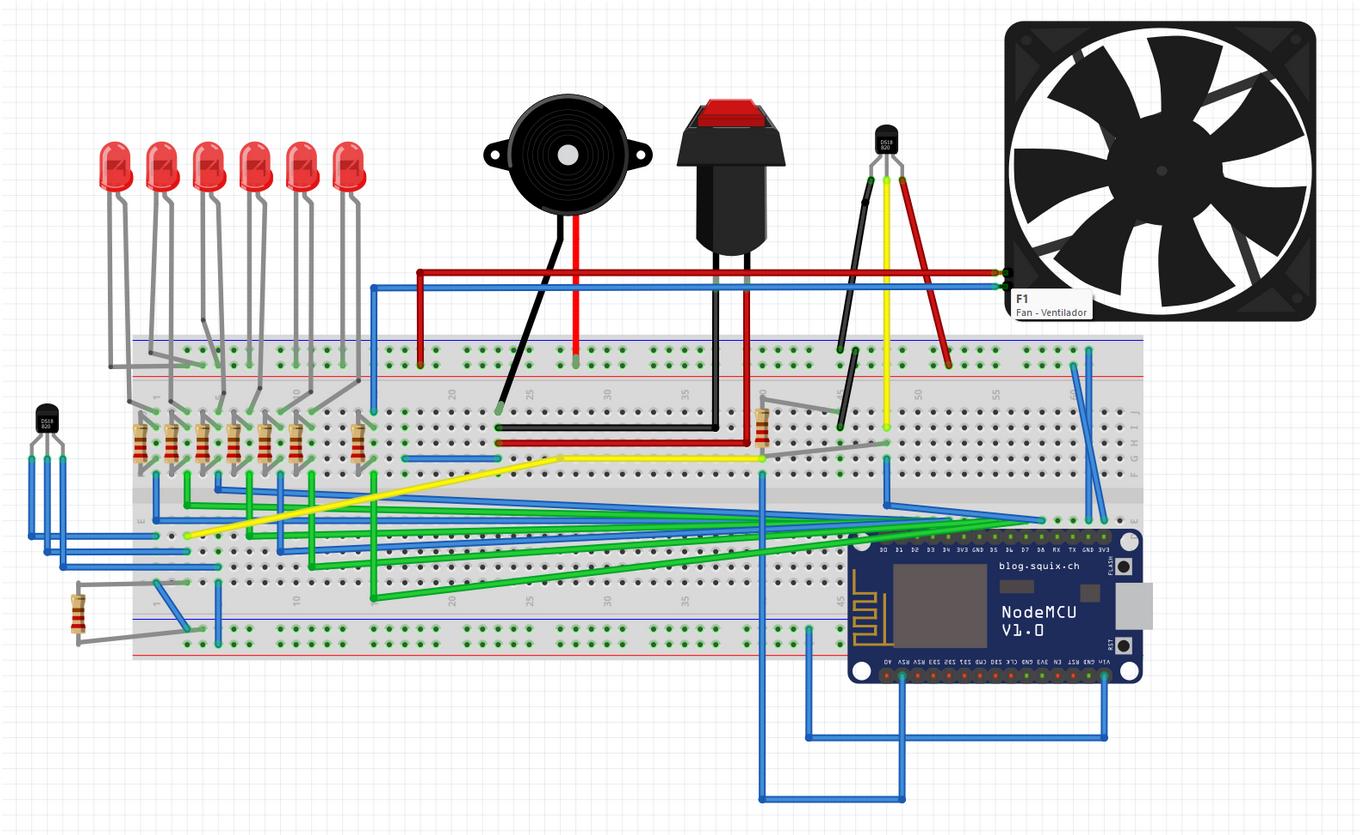 DS18
B20
F1
Fan - Ventilador
1
5
10
20
25
30
35
40
50
55
60
J
I
H
G
F
DS18
B20
E
D0 D1 D2 D3 D4 3V3 GND D5 D6 D7 D8 RX TX GND 3V3
blog.squix.ch
FLASH
NodeMCU
V1.0
1
10
20
25
30
35
45
RST
A0 RSV RSV SD3 SD2 SD1 CMD SD0 CLK GND 3V3 EN RST GND Vin